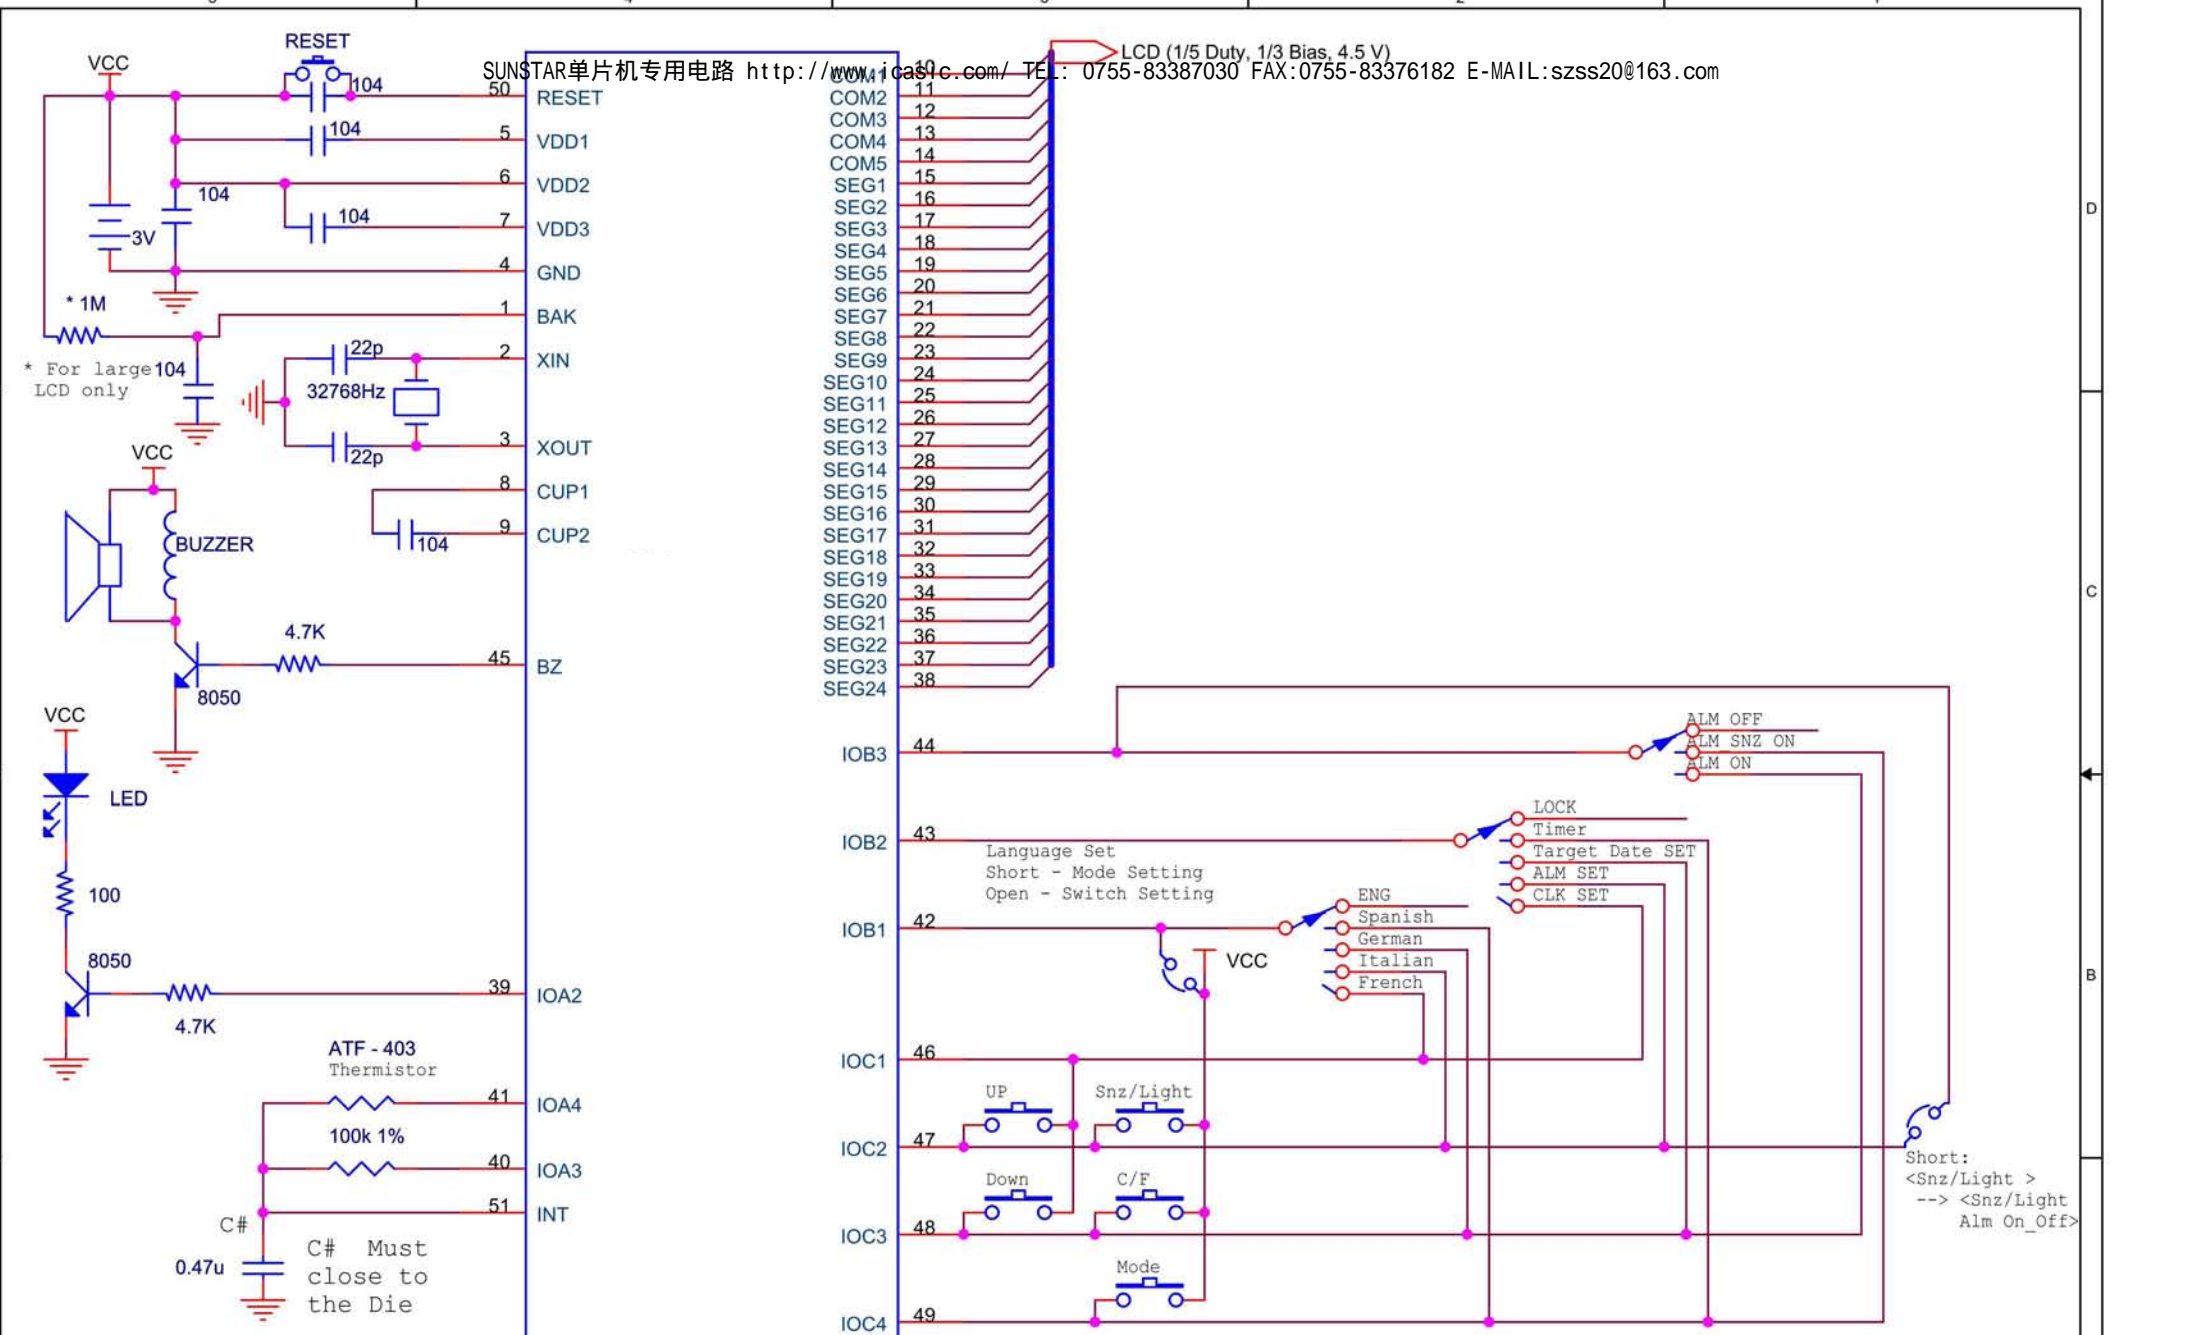 RESET
VCC
LCD (1/5 Duty, 1/3 Bias, 4.5 V)
SUNSTAR单片机专用电路 http://www.icasic.com/ TEL: 0755-83387030 FAX:0755-83376182 E-MAIL:szss20@163.com
104
50 RESET
104
5 VDD1
6 VDD2
104
104
7 VDD3
3V
4 GND
* 1M
1 BAK
* For large
LCD only
104
22p
2 XIN
32768Hz
3 XOUT
22p
VCC
8 CUP1
9 CUP2
104
BUZZER
4.7K
45 BZ
8050
VCC
LED
100
8050
39 IOA2
4.7K
ATF - 403
Thermistor
41 IOA4
100k 1%
40 IOA3
51 INT
C#
0.47u
C# Must
close to
the Die
COM1 10
COM2 11
COM3 12
COM4 13
COM5 14
SEG1 15
SEG2 16
SEG3 17
SEG4 18
SEG5 19
SEG6 20
SEG7 21
SEG8 22
SEG9 23
SEG10 24
SEG11 25
SEG12 26
SEG13 27
SEG14 28
SEG15 29
SEG16 30
SEG17 31
SEG18 32
SEG19 33
SEG20 34
SEG21 35
SEG22 36
SEG23 37
SEG24 38
IOB3 44
ALM OFF
ALM_SNZ ON
ALM ON
IOB2 43
LOCK
Timer
Target Date SET
ALM SET
CLK SET
Language Set
Short - Mode Setting
Open - Switch Setting
IOB1 42
ENG
Spanish
German
Italian
French
VCC
IOC1 46
UP
Snz/Light
IOC2 47
Down
C/F
IOC3 48
Mode
IOC4 49
Short:
<Snz/Light >
--> <Snz/Light
Alm On_Off>
D
C
B